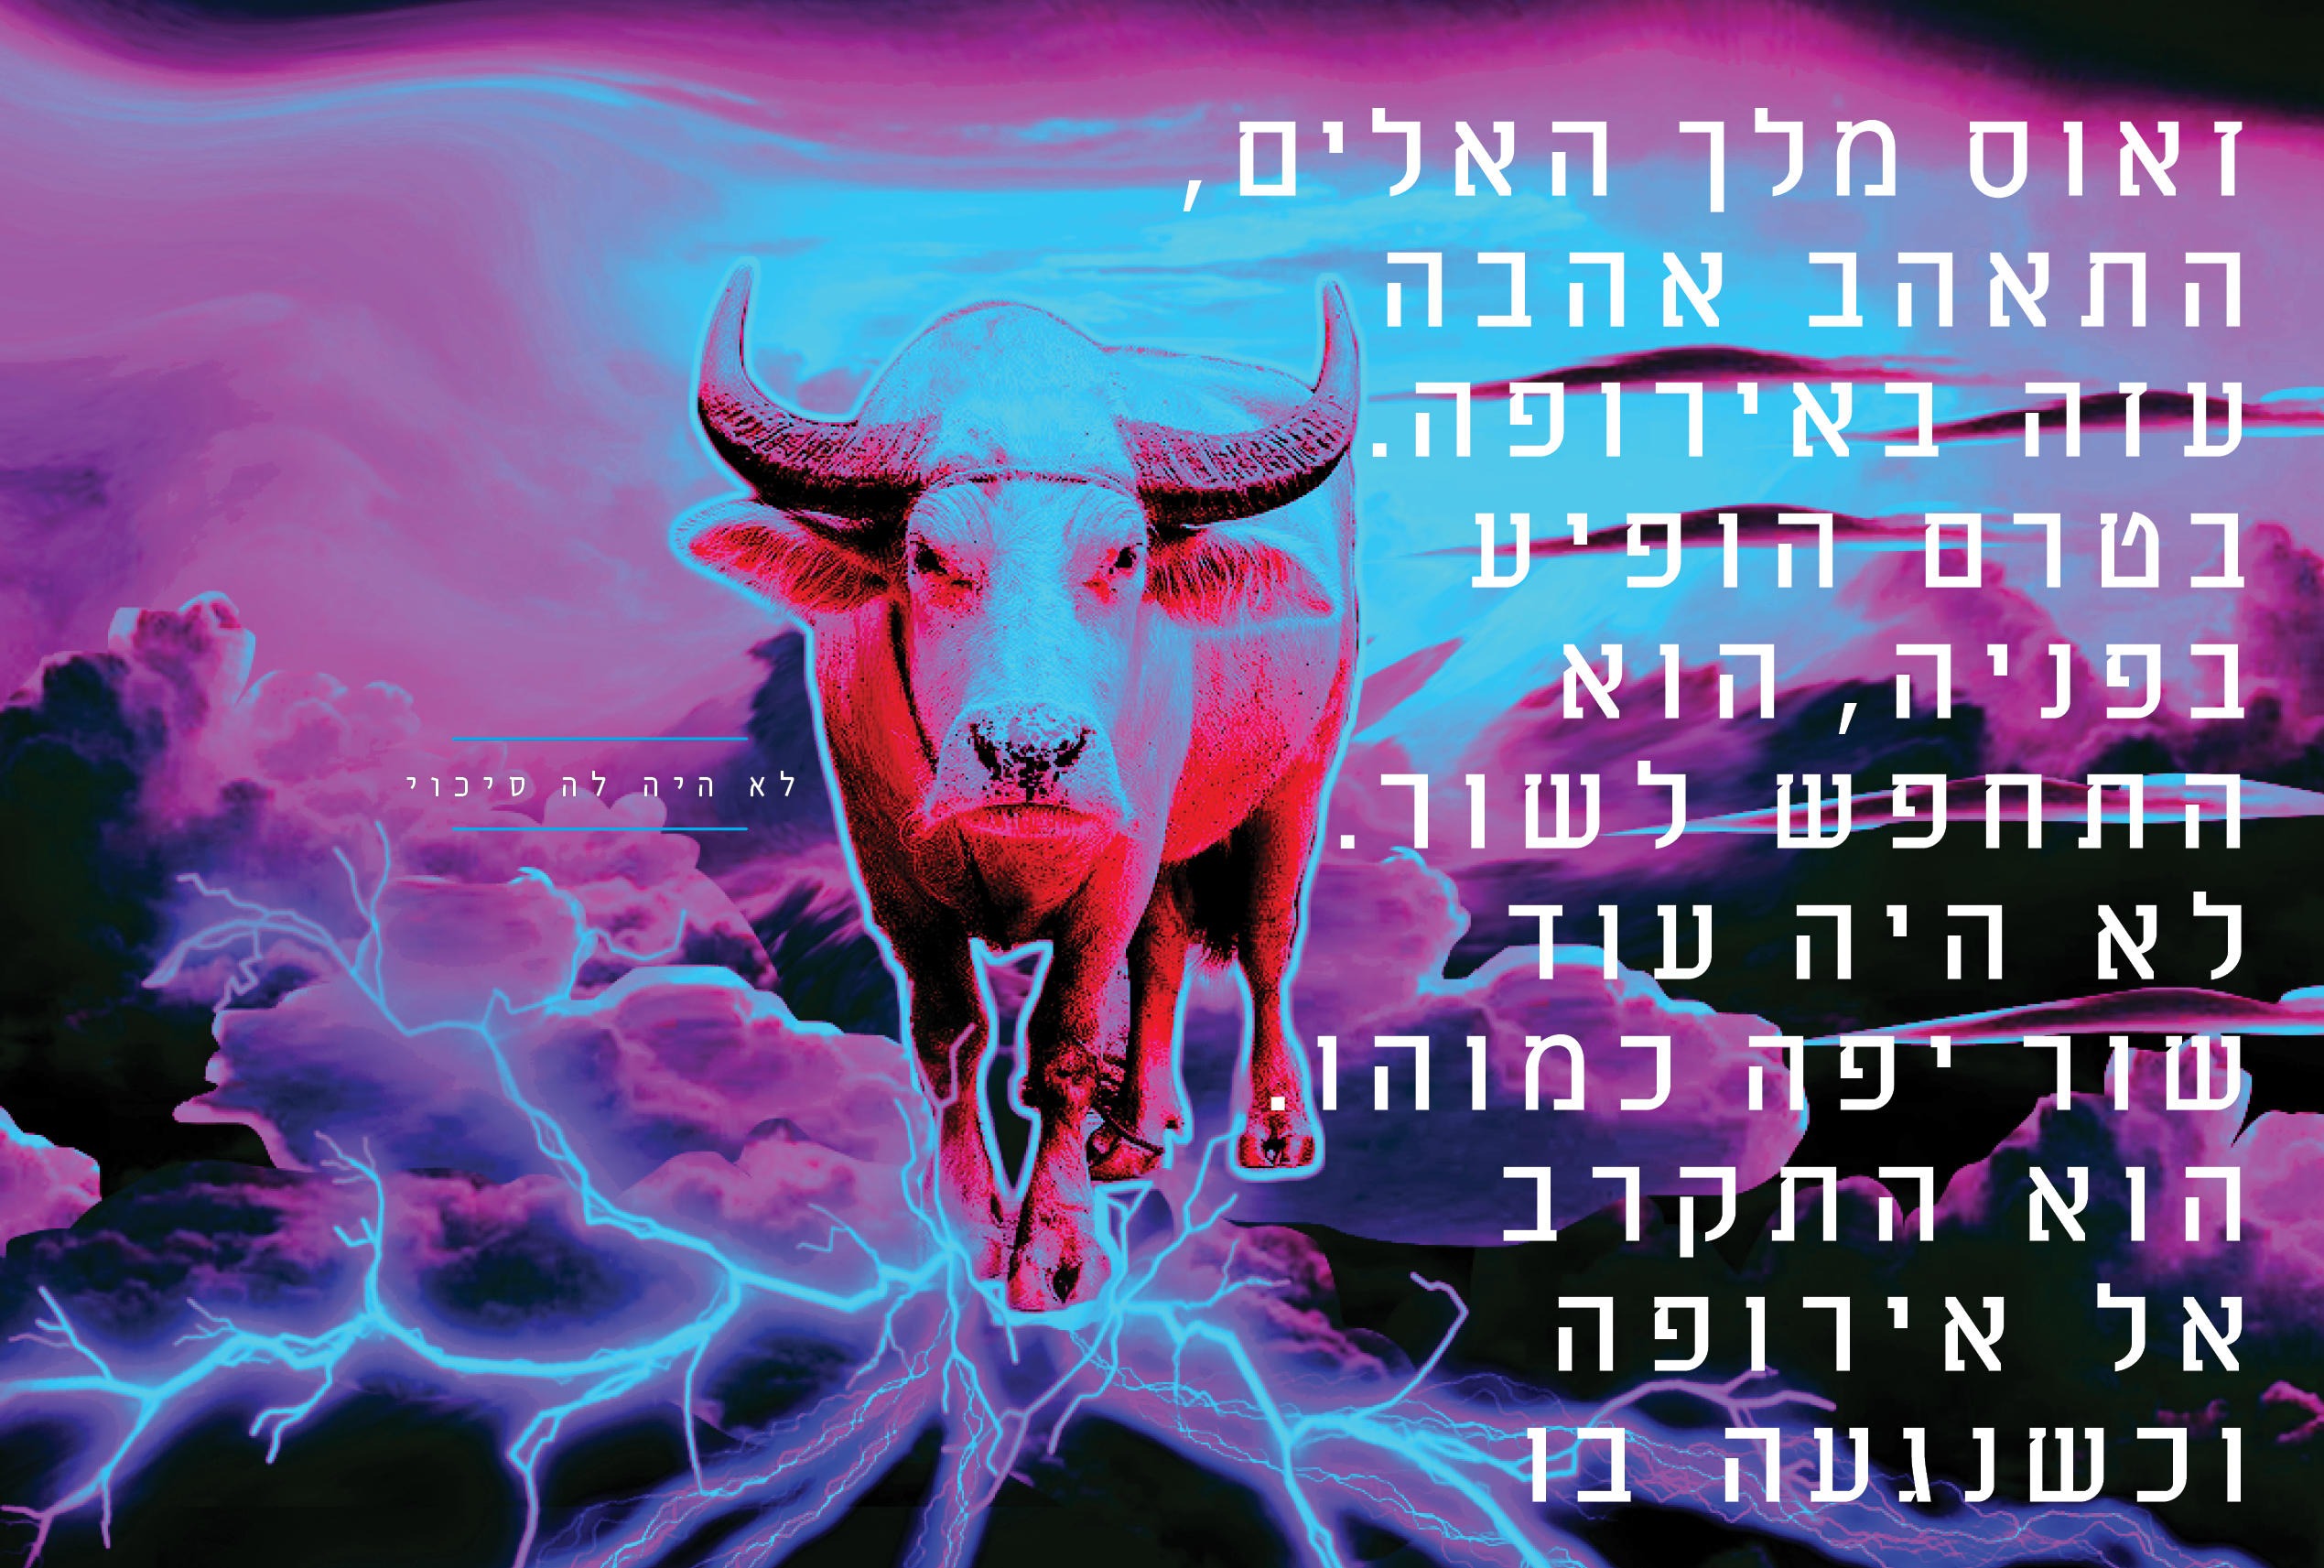 זאוס מלך האלים,
התאהב אהבה
עזה באירופה.
בטרם הופיע
בפניה, הוא
התחפש לשור.
לא היה עוד
שור יפה כמוהו.
הוא התקרב
אל אירופה
וכשנגעה בו
לא היה לה סיכוי